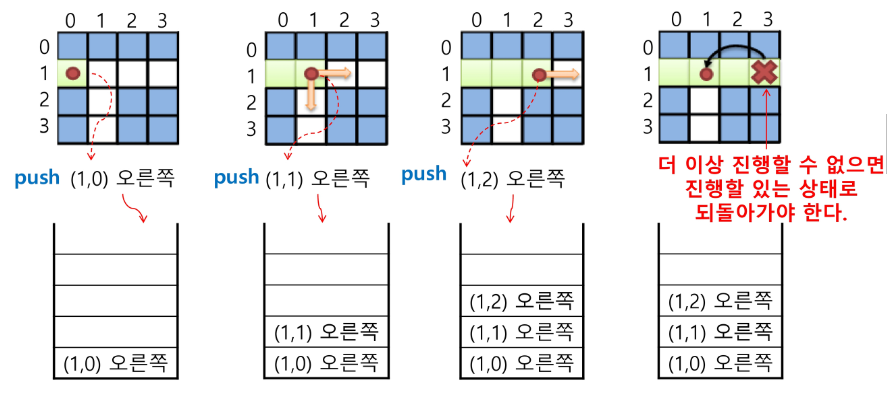 0 1 2 3
0
1
2
3
push (1,0) 오른쪽
(1,0) 오른쪽
0 1 2 3
0
1
2
3
push (1,1) 오른쪽
(1,1) 오른쪽
(1,0) 오른쪽
0 1 2 3
0
1
2
3
push (1,2) 오른쪽
(1,2) 오른쪽
(1,1) 오른쪽
(1,0) 오른쪽
0 1 2 3
0
1
2
3
더 이상 진행할 수 없으면
진행할 있는 상태로
되돌아가야 한다.
(1,2) 오른쪽
(1,1) 오른쪽
(1,0) 오른쪽